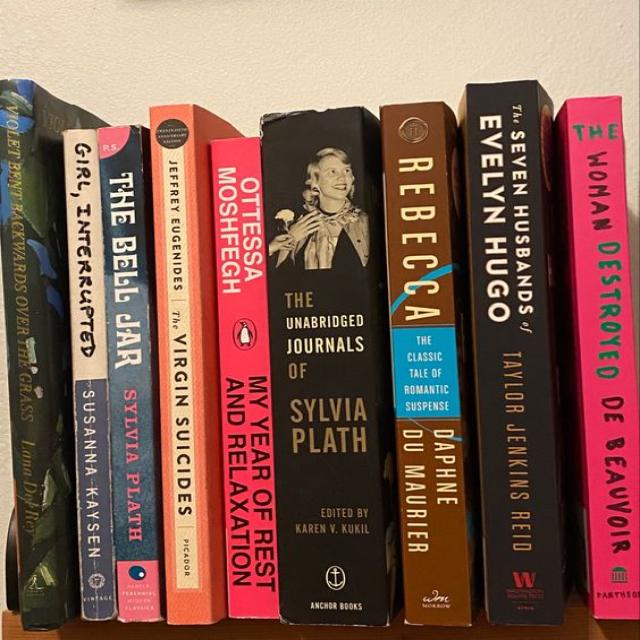 VIOLET BENT BACKWARDS OVER THE GRASS Lana Del Rey
GIRL, INTERRUPTED
SUSANNA KAYSEN
VINTAGE
P.S.
THE BELL JAR
SYLVIA PLATH
HARPER
PERENNIAL
MODERN
CLASSICS
JEFFREY EUGENIDES
The VIRGIN SUICIDES
PICADOR
OTTESSA
MOSHFEGH
MY YEAR OF REST
AND RELAXATION
THE
UNABRIDGED
JOURNALS
OF
SYLVIA
PLATH
EDITED BY
KAREN V. KUKIL
ANCHOR BOOKS
REBECCA
THE
CLASSIC
TALE OF
ROMANTIC
SUSPENSE
DAPHNE
DU MAURIER
wm
MORROW
The SEVEN HUSBANDS of
EVELYN HUGO
TAYLOR JENKINS REID
W
THE WOMAN DESTROYED DE BEAUVOIR
PANTHEON